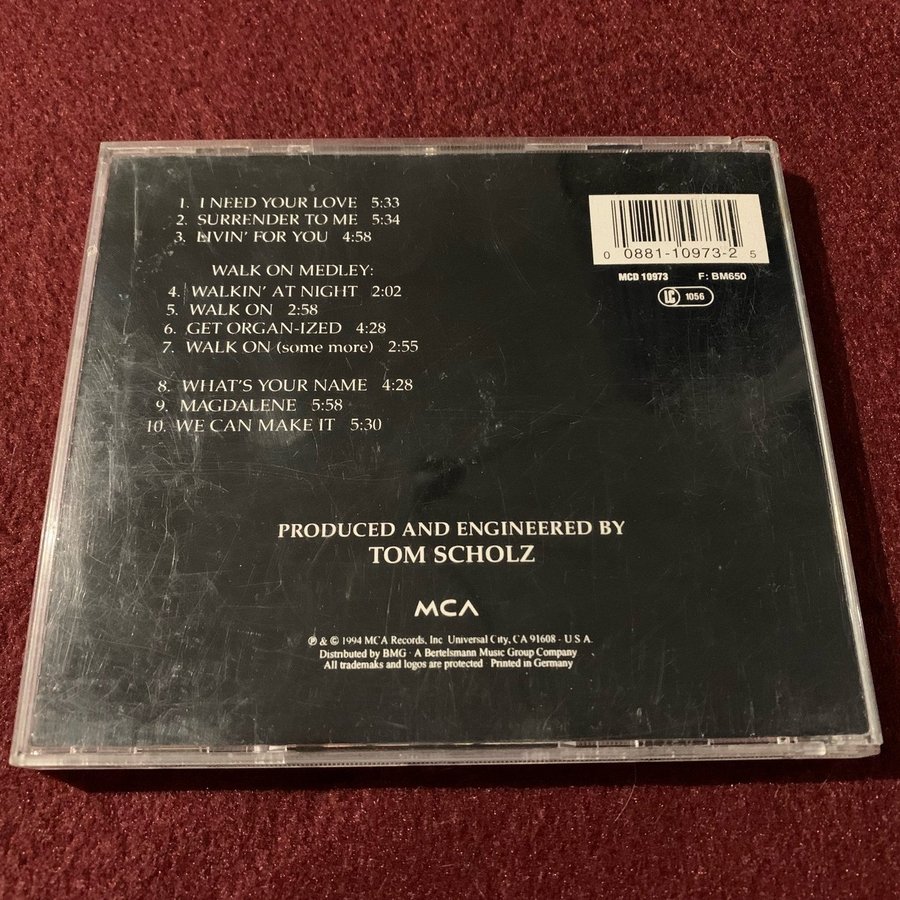 1. I NEED YOUR LOVE 5:33
2. SURRENDER TO ME 5:34
3. LIVIN' FOR YOU 4:58
WALK ON MEDLEY:
4. WALKIN' AT NIGHT 2:02
5. WALK ON 2:58
6. GET ORGAN-IZED 4:28
7. WALK ON (some more) 2:55
8. WHAT'S YOUR NAME 4:28
9. MAGDALENE 5:58
10. WE CAN MAKE IT 5:30
0 0881-10973-2 5
MCD 10973 F: BM650
LC 1056
PRODUCED AND ENGINEERED BY
TOM SCHOLZ
MCA
℗ & © 1994 MCA Records, Inc Universal City, CA 91608 - U S A.
Distributed by BMG · A Bertelsmann Music Group Company
All trademaks and logos are protected · Printed in Germany